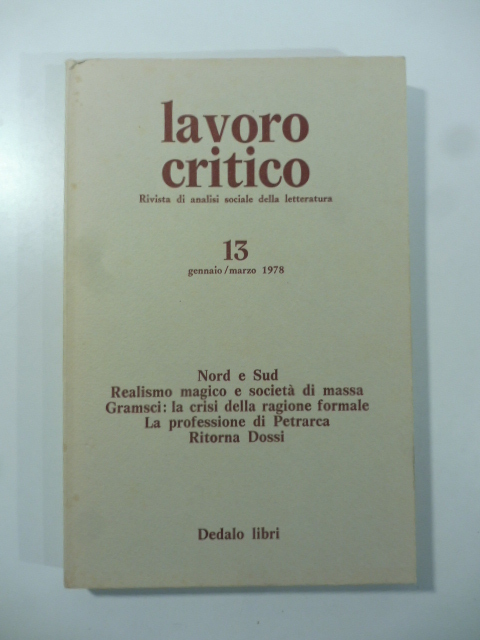 lavoro
critico
Rivista di analisi sociale della letteratura
13
gennaio/marzo 1978
Nord e Sud
Realismo magico e società di massa
Gramsci: la crisi della ragione formale
La professione di Petrarca
Ritorna Dossi
Dedalo libri